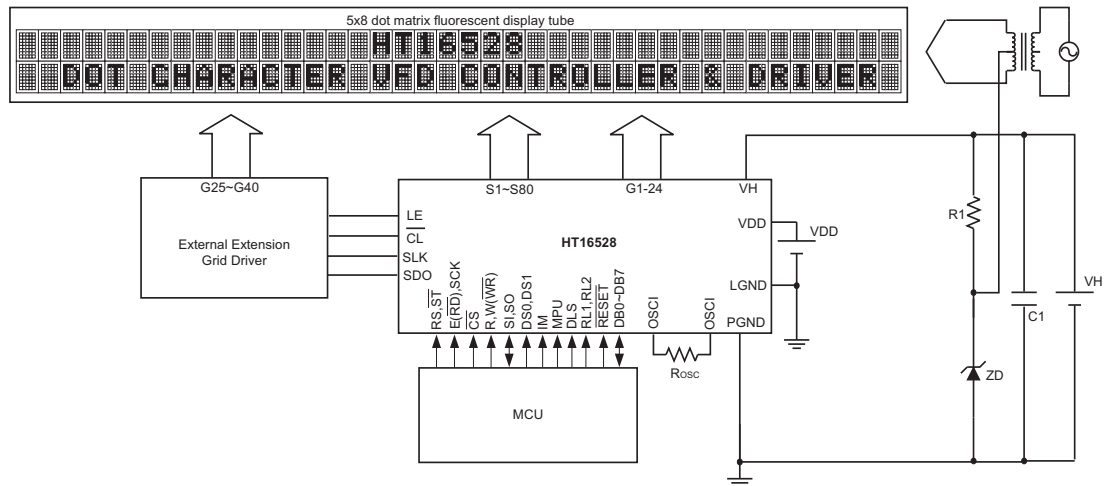 5x8 dot matrix fluorescent display tube
HT16528
DOT CHARACTER VFD CONTROLLER & DRIVER
G25~G40
External Extension
Grid Driver
S1~S80
G1-24
VH
LE
CL
SLK
SDO
HT16528
VDD
LGND
PGND
RS,ST
E(RD),SCK
CS
R,W(WR)
SI,SO
DS0,DS1
IM
MPU
DLS
RL1,RL2
RESET
DB0~DB7
OSCI
OSCI
ROSC
MCU
VDD
R1
C1
VH
ZD